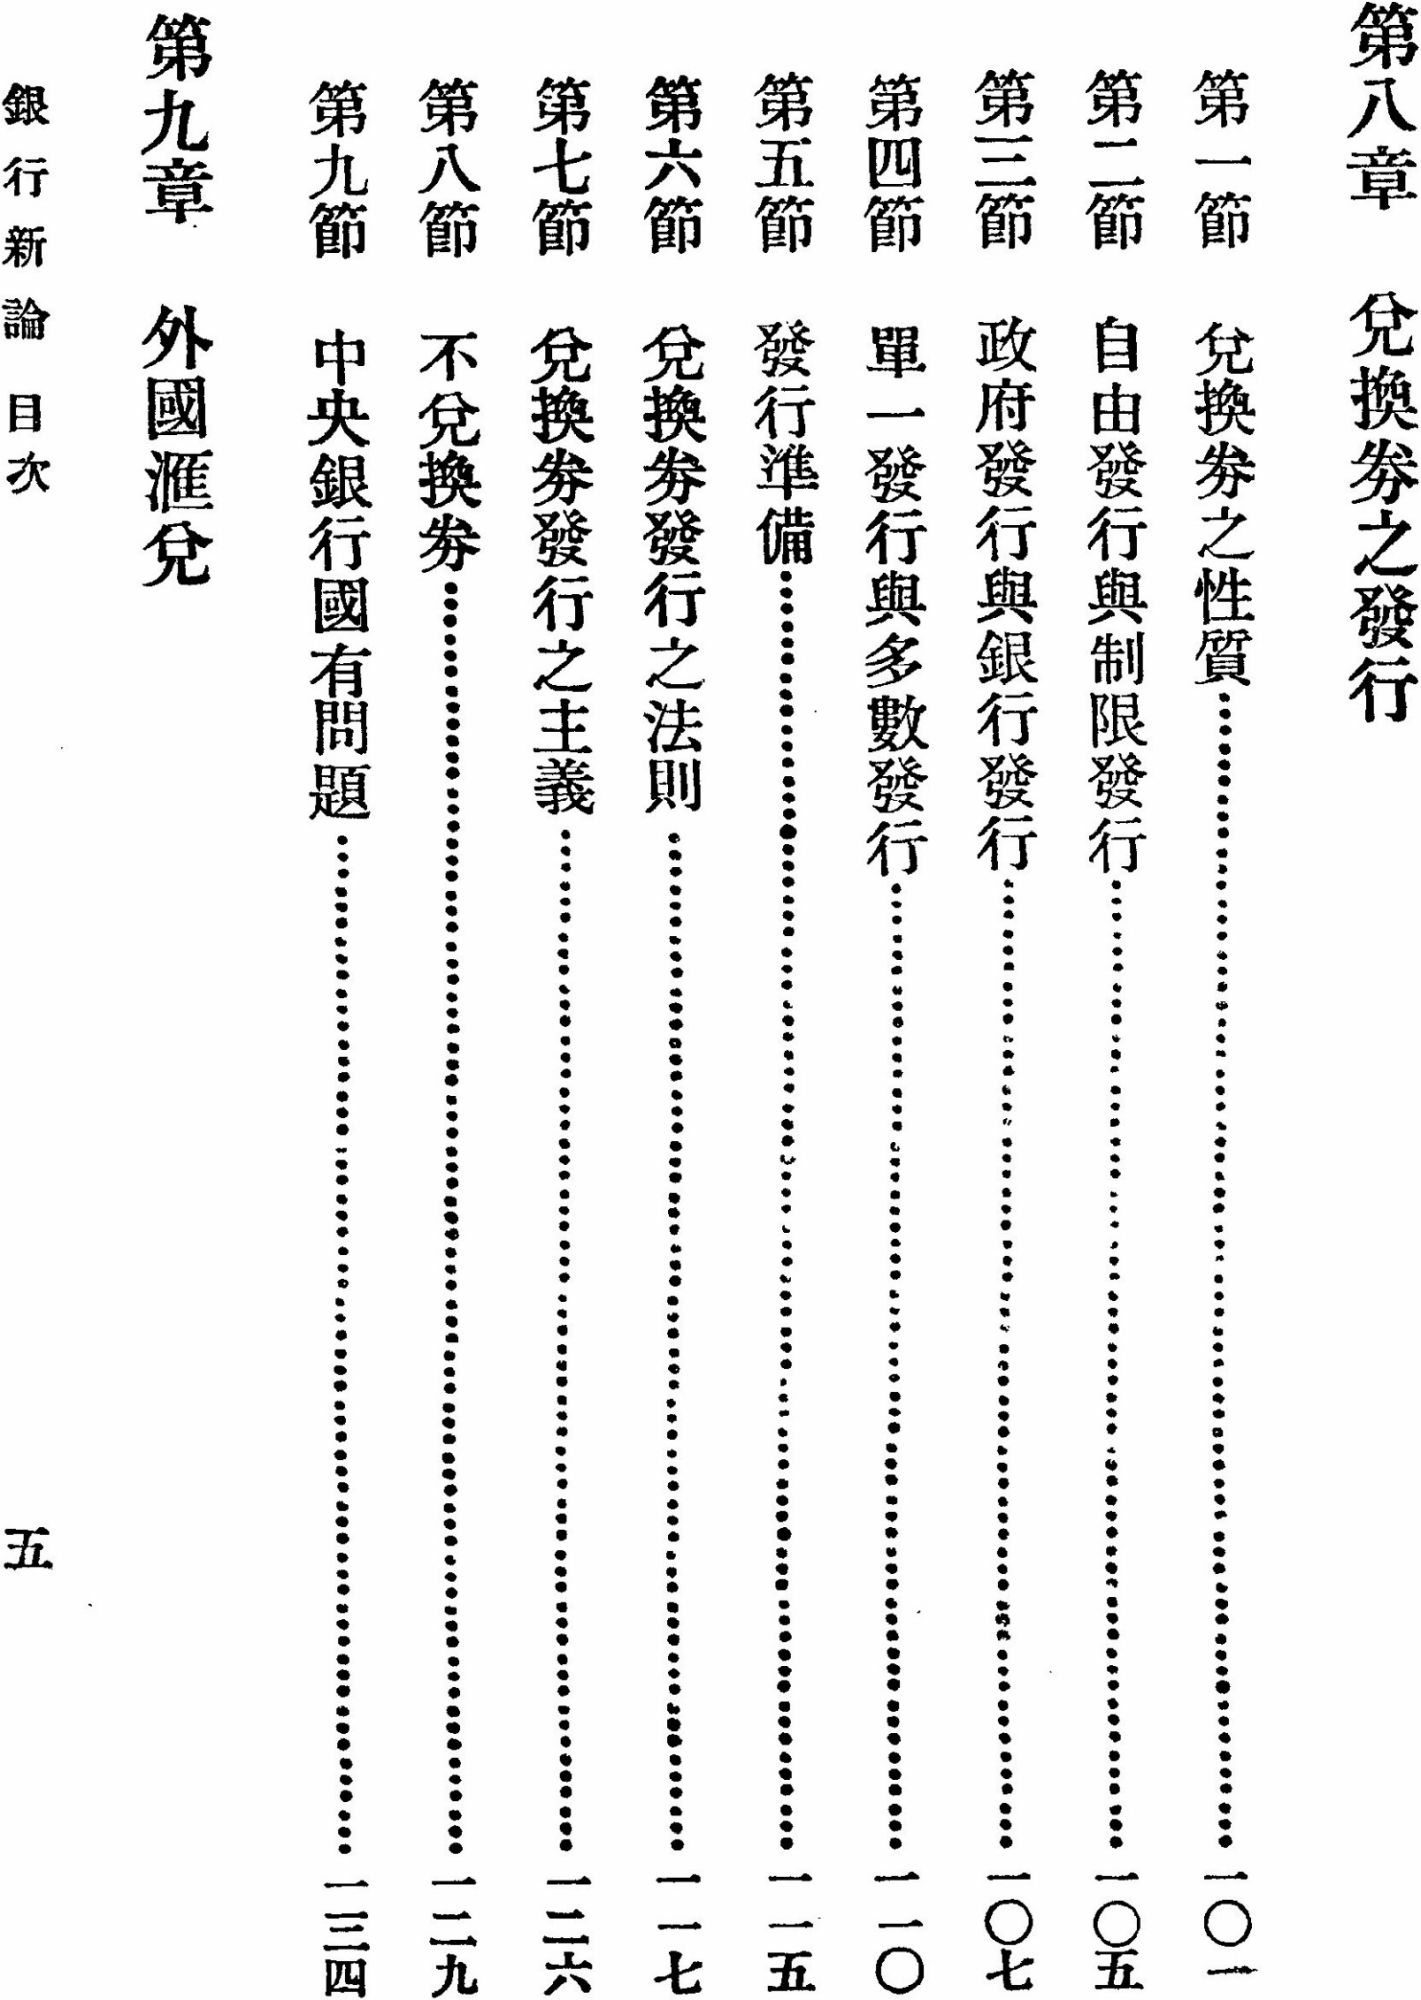 第八章　兌換劵之發行
第一節　兌換劵之性質……一〇一
第二節　自由發行與制限發行……一〇五
第三節　政府發行與銀行發行……一〇七
第四節　單一發行與多數發行……一一〇
第五節　發行準備……一一五
第六節　兌換劵發行之法則……一一七
第七節　兌換劵發行之主義……一二六
第八節　不兌換劵……一二九
第九節　中央銀行國有問題……一三四
第九章　外國滙兌
銀行新論　目次　五